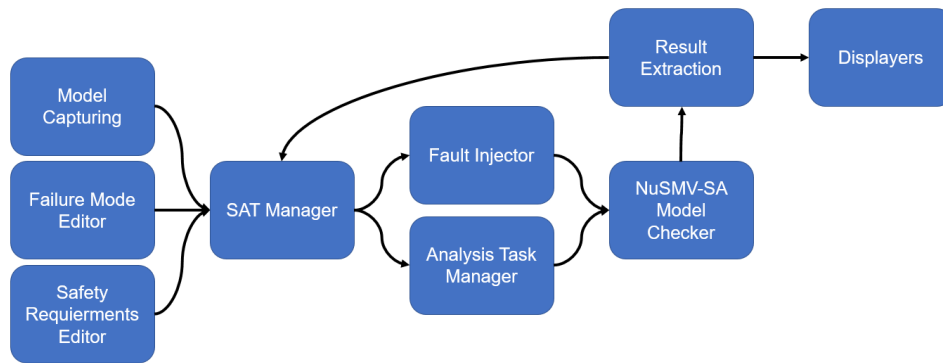 Model
Capturing
Failure Mode
Editor
Safety
Requierments
Editor
SAT Manager
Fault Injector
Analysis Task
Manager
NuSMV-SA
Model
Checker
Result
Extraction
Displayers